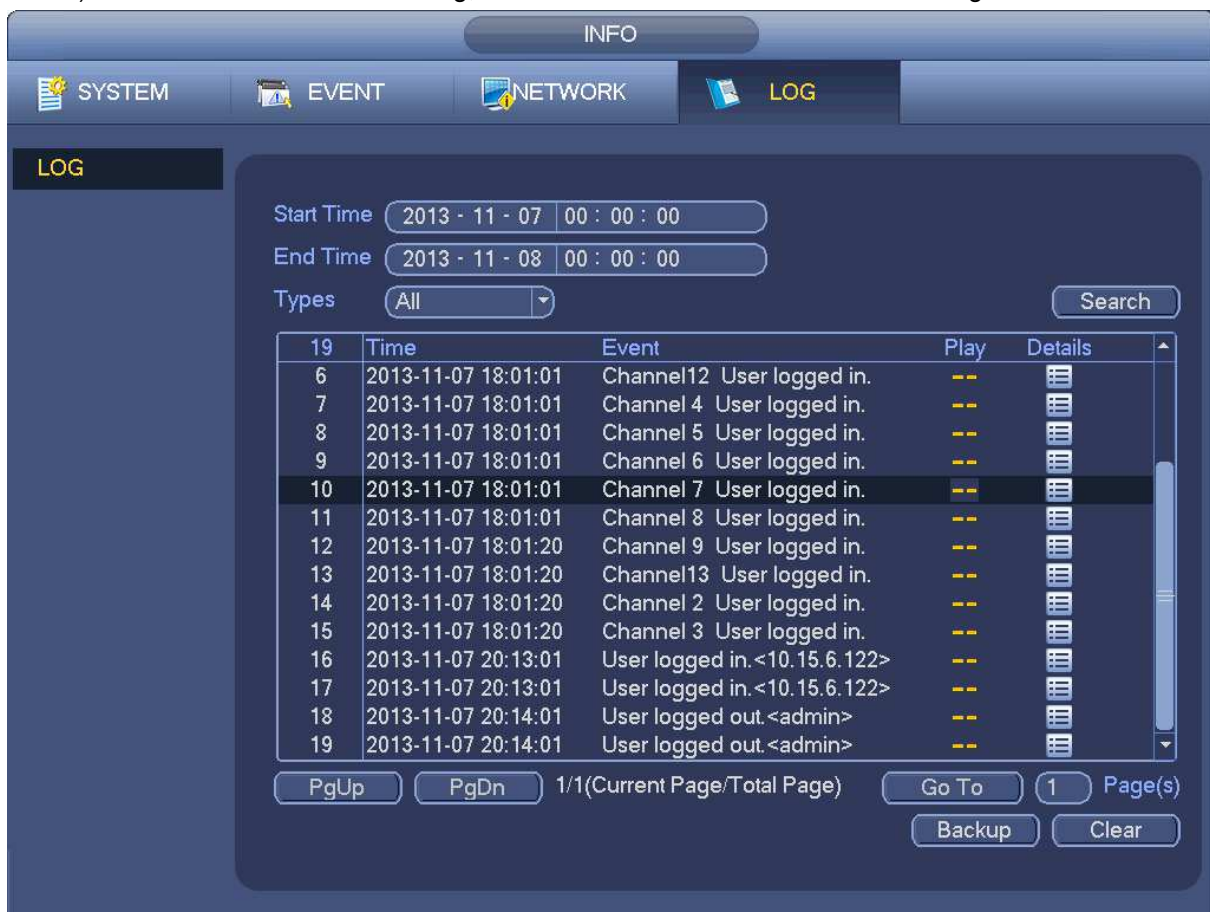 INFO
SYSTEM EVENT NETWORK LOG
LOG
Start Time 2013 - 11 - 07 00 : 00 : 00
End Time 2013 - 11 - 08 00 : 00 : 00
Types All Search
19 Time Event Play Details
6 2013-11-07 18:01:01 Channel12 User logged in. --
7 2013-11-07 18:01:01 Channel 4 User logged in. --
8 2013-11-07 18:01:01 Channel 5 User logged in. --
9 2013-11-07 18:01:01 Channel 6 User logged in. --
10 2013-11-07 18:01:01 Channel 7 User logged in. --
11 2013-11-07 18:01:01 Channel 8 User logged in. --
12 2013-11-07 18:01:20 Channel 9 User logged in. --
13 2013-11-07 18:01:20 Channel13 User logged in. --
14 2013-11-07 18:01:20 Channel 2 User logged in. --
15 2013-11-07 18:01:20 Channel 3 User logged in. --
16 2013-11-07 20:13:01 User logged in.<10.15.6.122> --
17 2013-11-07 20:13:01 User logged in.<10.15.6.122> --
18 2013-11-07 20:14:01 User logged out.<admin> --
19 2013-11-07 20:14:01 User logged out.<admin> --
PgUp PgDn 1/1(Current Page/Total Page) Go To 1 Page(s)
Backup Clear